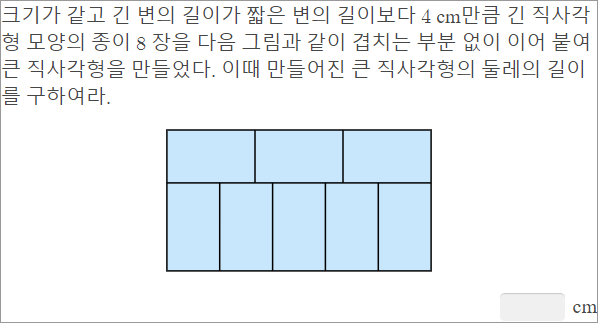 크기가 같고 긴 변의 길이가 짧은 변의 길이보다 4 cm만큼 긴 직사각
형 모양의 종이 8 장을 다음 그림과 같이 겹치는 부분 없이 이어 붙여
큰 직사각형을 만들었다. 이때 만들어진 큰 직사각형의 둘레의 길이
를 구하여라.
cm